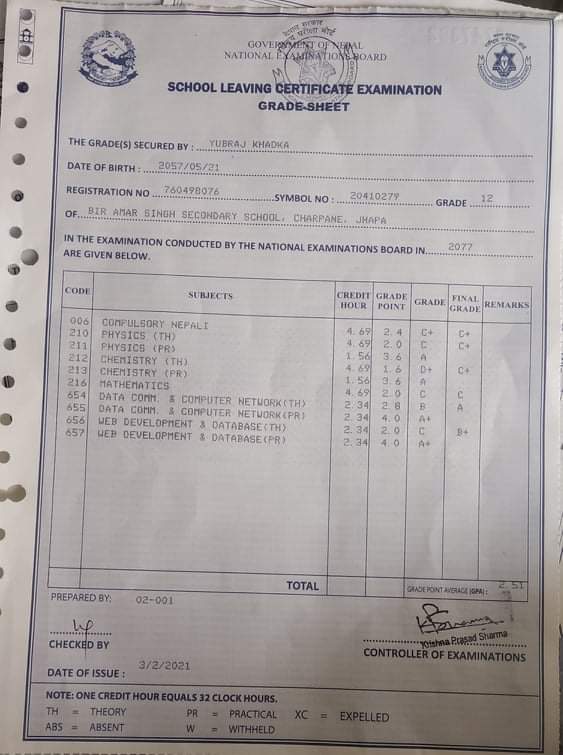 नेपाल सरकार
GOVERNMENT OF NEPAL
NATIONAL EXAMINATIONS BOARD
SCHOOL LEAVING CERTIFICATE EXAMINATION
GRADE-SHEET
THE GRADE(S) SECURED BY : YUBRAJ KHADKA
DATE OF BIRTH : 2057/05/21
REGISTRATION NO 760498076 SYMBOL NO : 20410279 GRADE 12
OF BIR AMAR SINGH SECONDARY SCHOOL, CHARPANE, JHAPA
IN THE EXAMINATION CONDUCTED BY THE NATIONAL EXAMINATIONS BOARD IN 2077
ARE GIVEN BELOW.
CODE SUBJECTS CREDIT HOUR GRADE POINT GRADE FINAL GRADE REMARKS
006 COMPULSORY NEPALI 4.69 2.4 C+ C+
210 PHYSICS (TH) 4.69 2.0 C C+
211 PHYSICS (PR) 1.56 3.6 A
212 CHEMISTRY (TH) 4.69 1.6 D+ C+
213 CHEMISTRY (PR) 1.56 3.6 A
216 MATHEMATICS 4.69 2.0 C C
654 DATA COMM. & COMPUTER NETWORK(TH) 2.34 2.8 B A
655 DATA COMM. & COMPUTER NETWORK(PR) 2.34 4.0 A+
656 WEB DEVELOPMENT & DATABASE(TH) 2.34 2.0 C B+
657 WEB DEVELOPMENT & DATABASE(PR) 2.34 4.0 A+
TOTAL GRADE POINT AVERAGE (GPA) : 2.51
PREPARED BY: 02-001
CHECKED BY
Krishna Prasad Sharma
CONTROLLER OF EXAMINATIONS
DATE OF ISSUE : 3/2/2021
NOTE: ONE CREDIT HOUR EQUALS 32 CLOCK HOURS.
TH = THEORY PR = PRACTICAL XC = EXPELLED
ABS = ABSENT W = WITHHELD